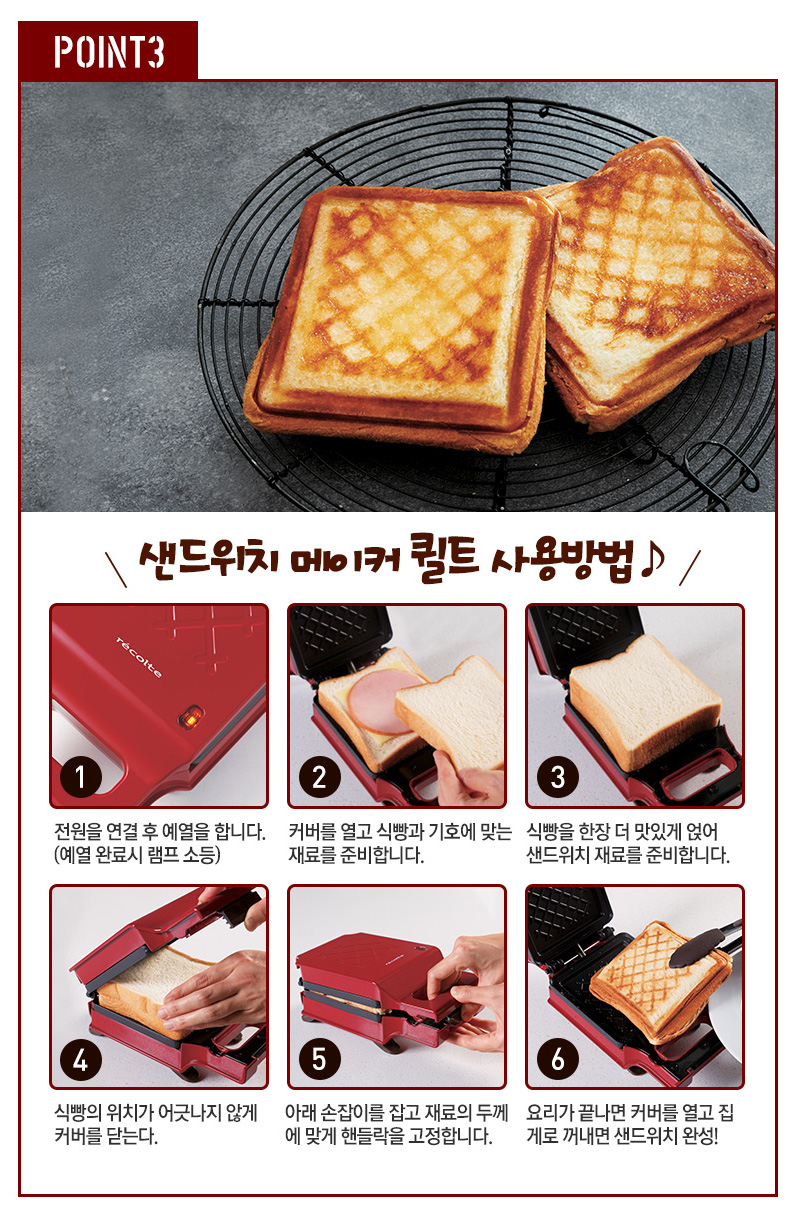 POINT3
샌드위치 메이커 퀼트 사용방법♪
récolte
1
2
3
전원을 연결 후 예열을 합니다.
(예열 완료시 램프 소등)
커버를 열고 식빵과 기호에 맞는
재료를 준비합니다.
식빵을 한장 더 맛있게 얹어
샌드위치 재료를 준비합니다.
4
récolte
5
6
식빵의 위치가 어긋나지 않게
커버를 닫는다.
아래 손잡이를 잡고 재료의 두께
에 맞게 핸들락을 고정합니다.
요리가 끝나면 커버를 열고 집
게로 꺼내면 샌드위치 완성!